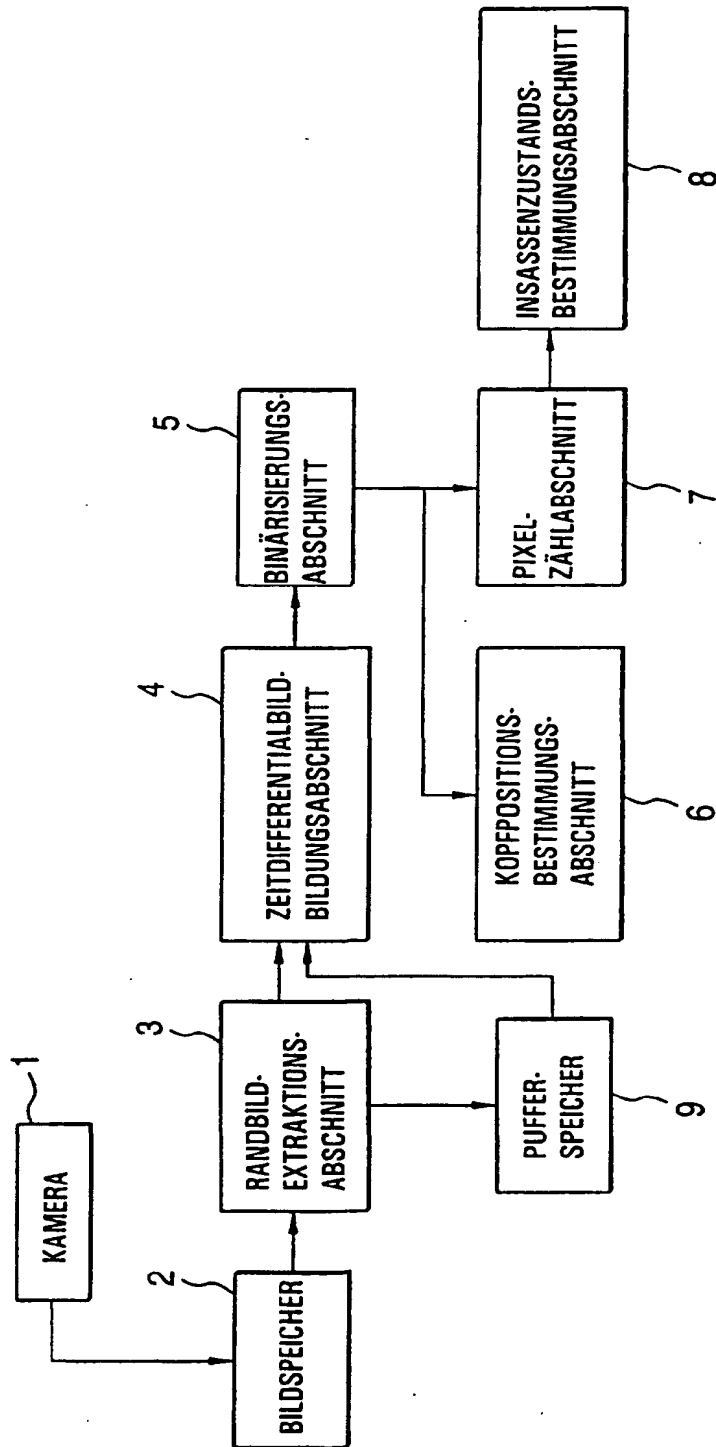 1
KAMERA
2
BILDSPEICHER
3
RANDBILD-
EXTRAKTIONS-
ABSCHNITT
4
ZEITDIFFERENTIALBILD-
BILDUNGSABSCHNITT
5
BINÄRISIERUNGS-
ABSCHNITT
PUFFER-
SPEICHER
9
KOPFPOSITIONS-
BESTIMMUNGS-
ABSCHNITT
6
PIXEL-
ZÄHLABSCHNITT
7
INSASSENZUSTANDS-
BESTIMMUNGSABSCHNITT
8